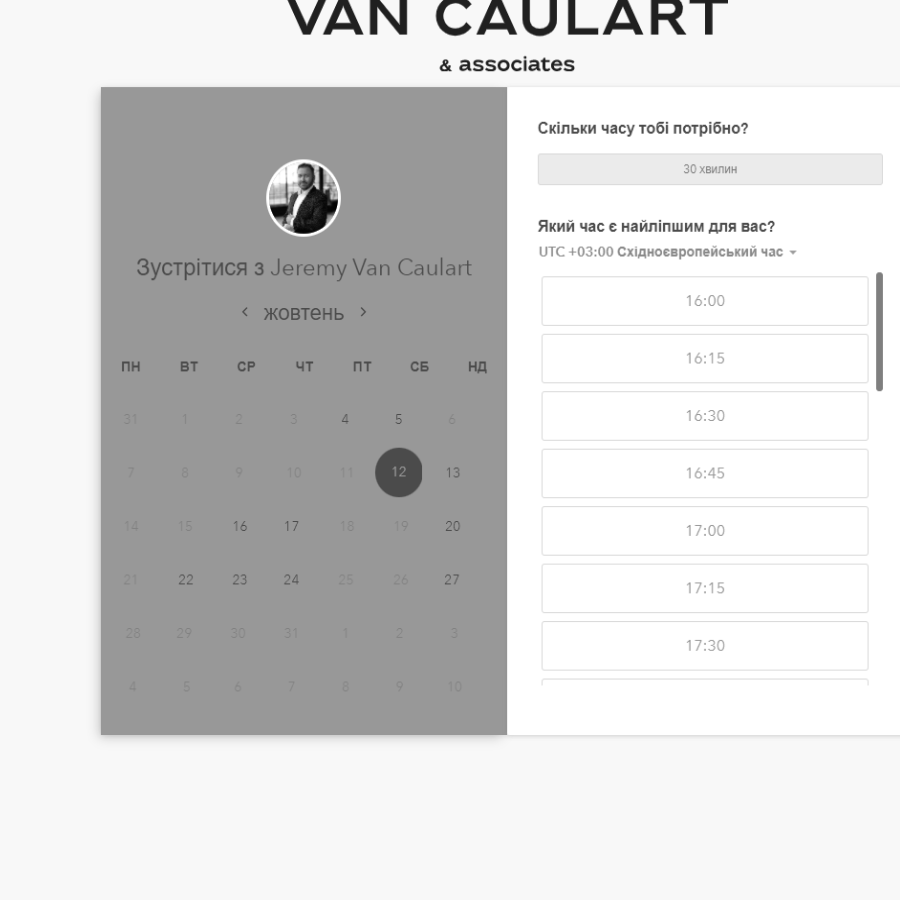 VAN CAULART
& associates
Зустрітися з Jeremy Van Caulart
жовтень
ПН ВТ СР ЧТ ПТ СБ НД
31 1 2 3 4 5 6
7 8 9 10 11 12 13
14 15 16 17 18 19 20
21 22 23 24 25 26 27
28 29 30 31 1 2 3
4 5 6 7 8 9 10
Скільки часу тобі потрібно?
30 хвилин
Який час є найліпшим для вас?
UTC +03:00 Східноєвропейський час
16:00
16:15
16:30
16:45
17:00
17:15
17:30